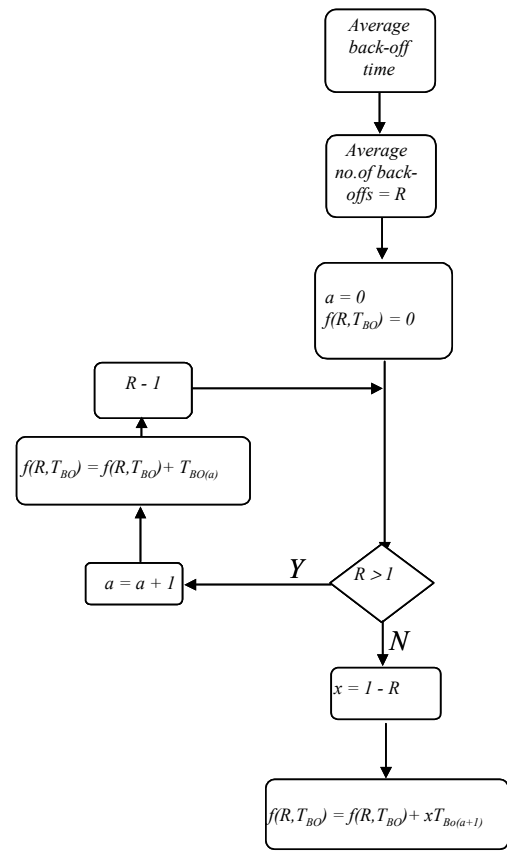 Average
back-off
time
Average
no.of back-
offs = R
a = 0
f(R,T_BO) = 0
R - 1
f(R,T_BO) = f(R,T_BO)+ T_BO(a)
a = a + 1
Y
R > 1
N
x = 1 - R
f(R,T_BO) = f(R,T_BO)+ xT_Bo(a+1)